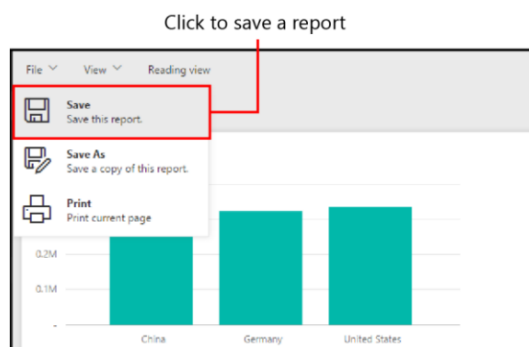 Click to save a report
File View Reading view
Save
Save this report.
Save As
Save a copy of this report.
Print
Print current page
0.2M
0.1M
-
China Germany United States